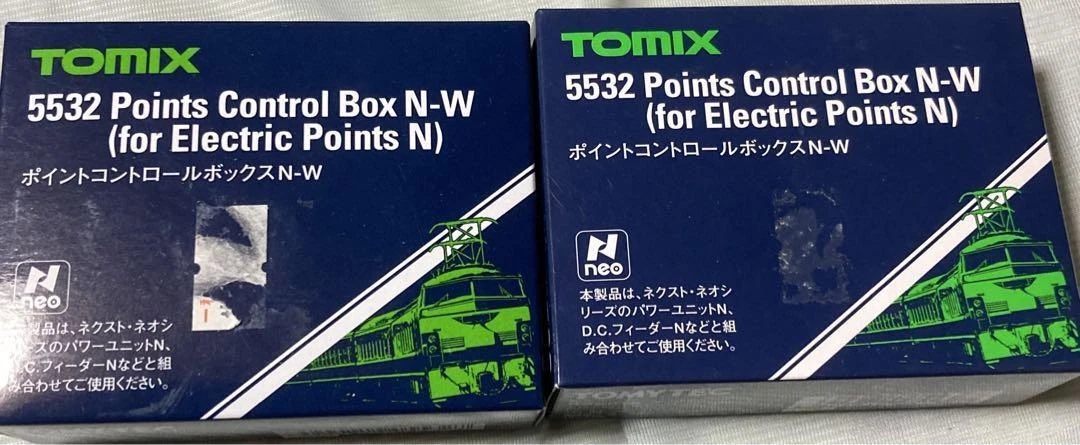 TOMIX
5532 Points Control Box N-W
(for Electric Points N)
ポイントコントロールボックスN-W
N
neo
本製品は、ネクスト・ネオシ
リーズのパワーユニットN、
D.C.フィーダーNなどと組
み合わせてご使用ください。
TOMIX
5532 Points Control Box N-W
(for Electric Points N)
ポイントコントロールボックスN-W
N
neo
本製品は、ネクスト・ネオシ
リーズのパワーユニットN、
D.C.フィーダーNなどと組
み合わせてご使用ください。
TOMYTEC